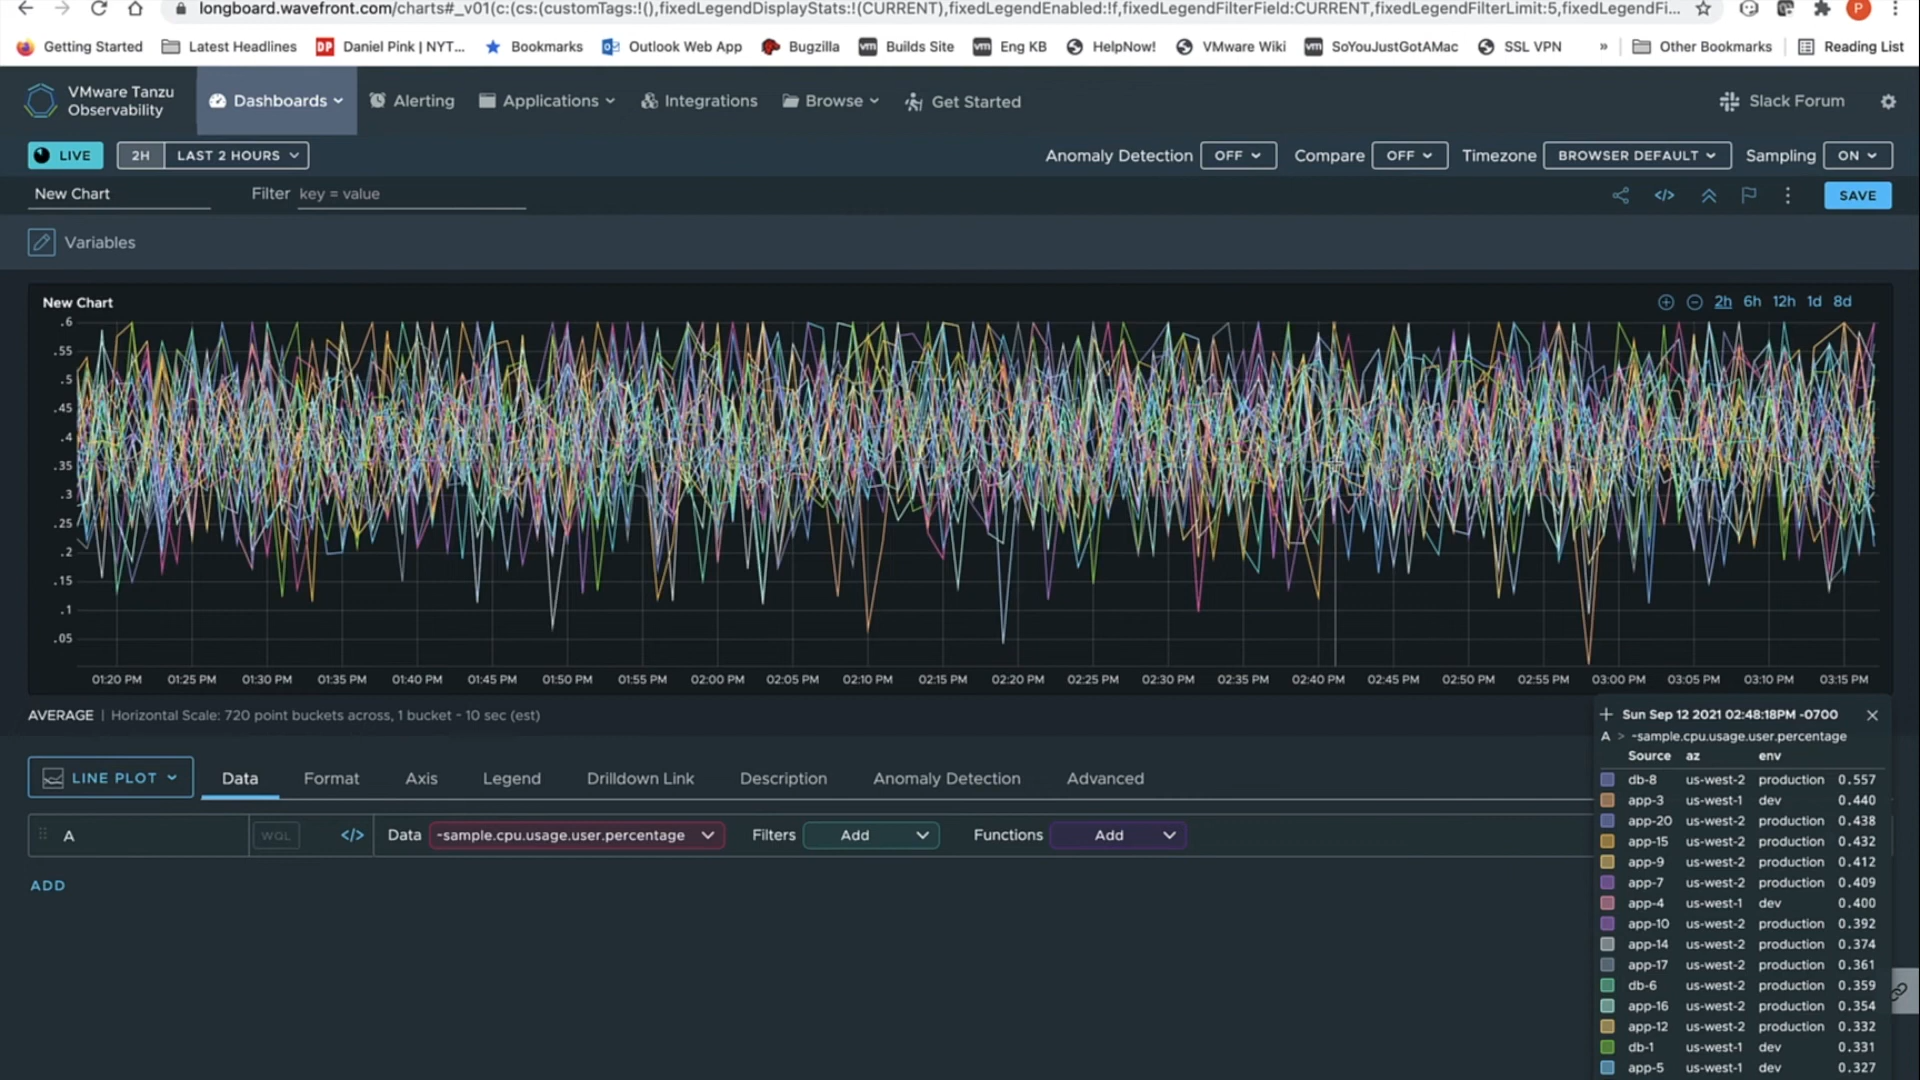 longboard.wavefront.com/charts#_v01(c:(cs:(customTags:!(),fixedLegendDisplayStats:!(CURRENT),fixedLegendEnabled:!f,fixedLegendFilterField:CURRENT,fixedLegendFilterLimit:5,fixedLegendFi...
P
Getting Started
Latest Headlines
DP Daniel Pink | NYT...
Bookmarks
Outlook Web App
Bugzilla
vm Builds Site
vm Eng KB
HelpNow!
VMware Wiki
vm SoYouJustGotAMac
SSL VPN
»
Other Bookmarks
Reading List
VMware Tanzu
Observability
Dashboards
Alerting
Applications
Integrations
Browse
Get Started
Slack Forum
LIVE
2H LAST 2 HOURS
Anomaly Detection OFF
Compare OFF
Timezone BROWSER DEFAULT
Sampling ON
New Chart
Filter key = value
</>
SAVE
Variables
New Chart
2h 6h 12h 1d 8d
.6
.55
.5
.45
.4
.35
.3
.25
.2
.15
.1
.05
01:20 PM 01:25 PM 01:30 PM 01:35 PM 01:40 PM 01:45 PM 01:50 PM 01:55 PM 02:00 PM 02:05 PM 02:10 PM 02:15 PM 02:20 PM 02:25 PM 02:30 PM 02:35 PM 02:40 PM 02:45 PM 02:50 PM 02:55 PM 03:00 PM 03:05 PM 03:10 PM 03:15 PM
AVERAGE | Horizontal Scale: 720 point buckets across, 1 bucket - 10 sec (est)
LINE PLOT
Data
Format
Axis
Legend
Drilldown Link
Description
Anomaly Detection
Advanced
A
WQL
</>
Data ~sample.cpu.usage.user.percentage
Filters Add
Functions Add
ADD
Sun Sep 12 2021 02:48:18PM -0700
A > ~sample.cpu.usage.user.percentage
Source az env
db-8 us-west-2 production 0.557
app-3 us-west-1 dev 0.440
app-20 us-west-2 production 0.438
app-15 us-west-2 production 0.432
app-9 us-west-2 production 0.412
app-7 us-west-2 production 0.409
app-4 us-west-1 dev 0.400
app-10 us-west-2 production 0.392
app-14 us-west-2 production 0.374
app-17 us-west-2 production 0.361
db-6 us-west-2 production 0.359
app-16 us-west-2 production 0.354
app-12 us-west-2 production 0.332
db-1 us-west-1 dev 0.331
app-5 us-west-1 dev 0.327